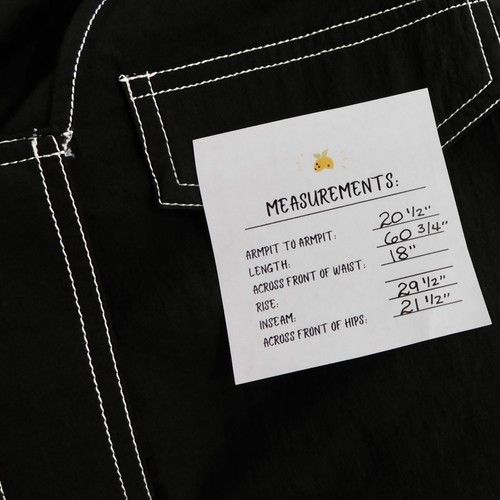 MEASUREMENTS:
ARMPIT TO ARMPIT: 20 1/2"
LENGTH: 60 3/4"
ACROSS FRONT OF WAIST: 18"
RISE:
INSEAM: 29 1/2"
ACROSS FRONT OF HIPS: 21 1/2"